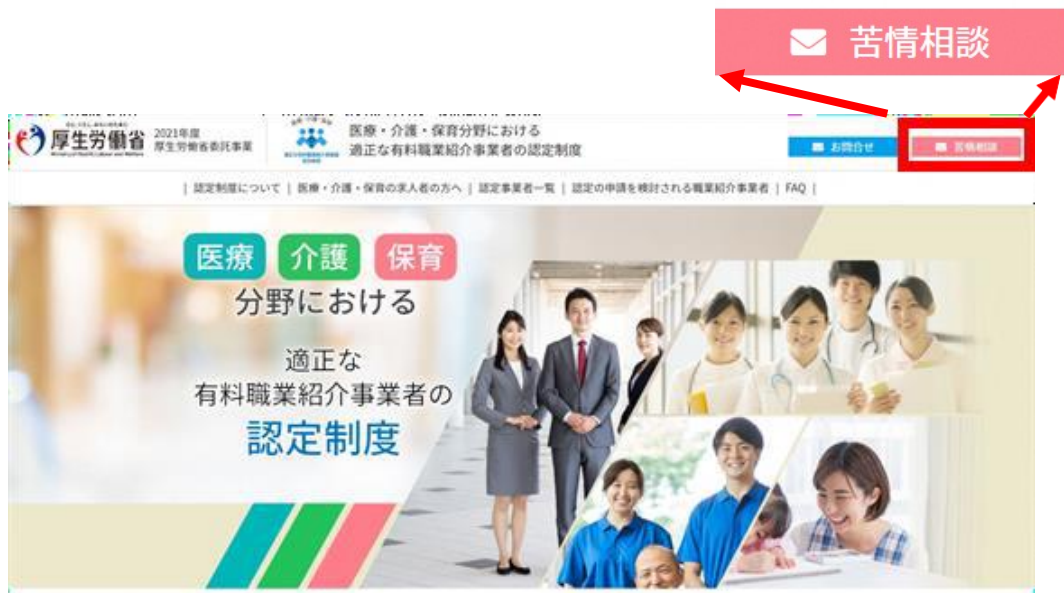 苦情相談
厚生労働省
2021年度
厚生労働省委託事業
医療・介護・保育分野における
適正な有料職業紹介事業者の認定制度
お問合せ
苦情相談
| 認定制度について | 医療・介護・保育の求人者の方へ | 認定事業者一覧 | 認定の申請を検討される職業紹介事業者 | FAQ |
医療 介護 保育
分野における
適正な
有料職業紹介事業者の
認定制度